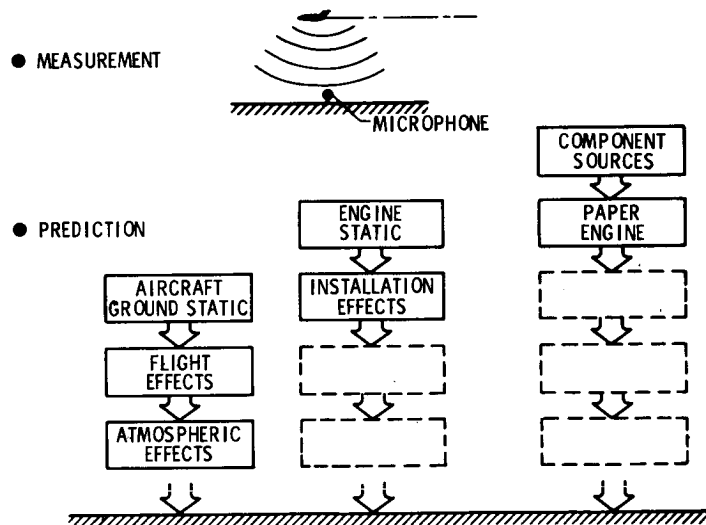 ● MEASUREMENT
MICROPHONE
COMPONENT
SOURCES
● PREDICTION
ENGINE
STATIC
PAPER
ENGINE
AIRCRAFT
GROUND STATIC
INSTALLATION
EFFECTS
FLIGHT
EFFECTS
ATMOSPHERIC
EFFECTS